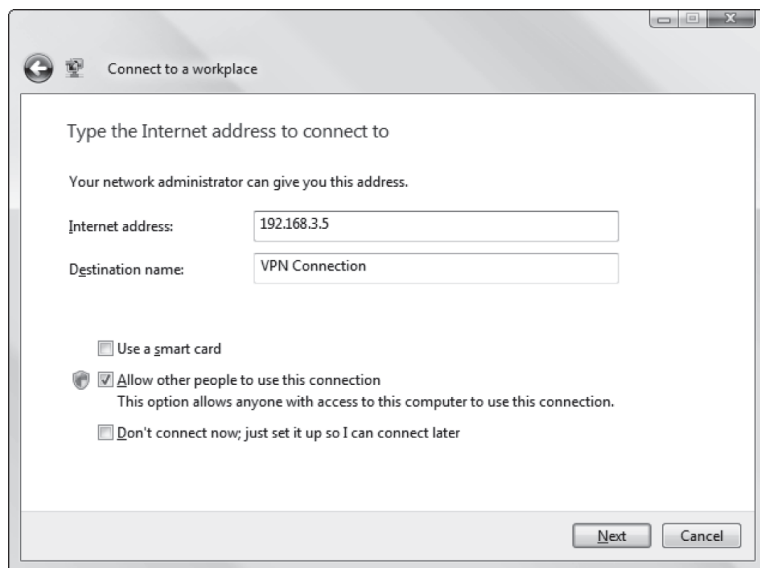 Connect to a workplace
Type the Internet address to connect to
Your network administrator can give you this address.
Internet address: 192.168.3.5
Destination name: VPN Connection
Use a smart card
Allow other people to use this connection
This option allows anyone with access to this computer to use this connection.
Don't connect now; just set it up so I can connect later
Next Cancel